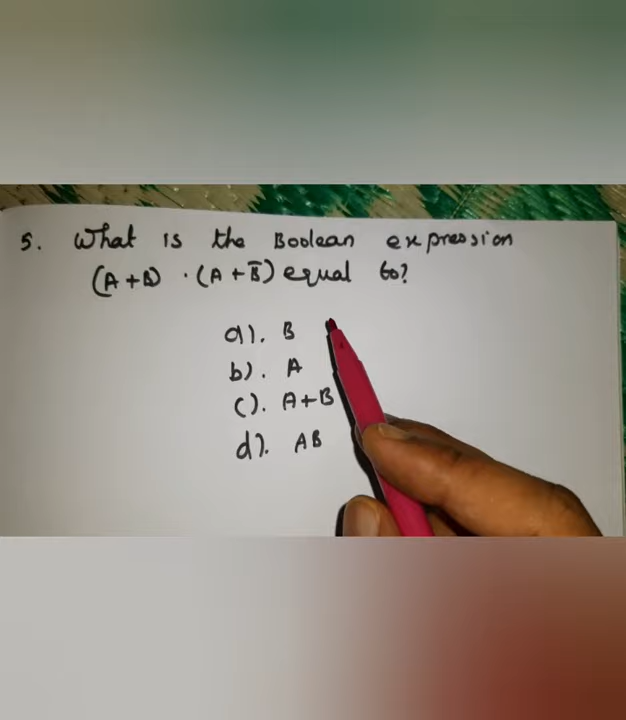 5. What is the Boolean expression
(A+B) · (A+B̅) equal to?
a). B
b). A
c). A+B
d). AB